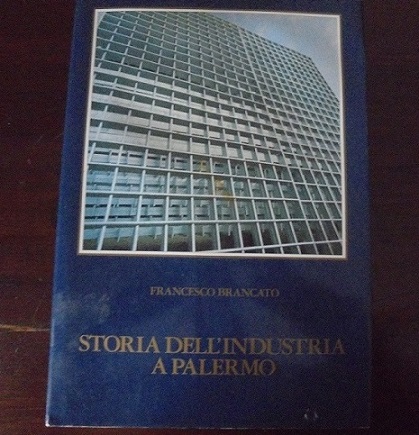 FRANCESCO BRANCATO
STORIA DELL'INDUSTRIA
A PALERMO